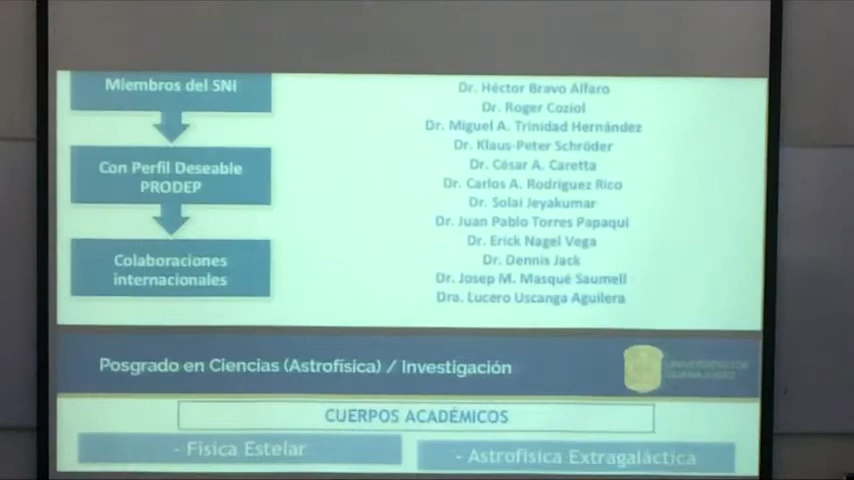 Miembros del SNI
Con Perfil Deseable
PRODEP
Colaboraciones
internacionales
Dr. Héctor Bravo Alfaro
Dr. Roger Coziol
Dr. Miguel A. Trinidad Hernández
Dr. Klaus-Peter Schröder
Dr. César A. Caretta
Dr. Carlos A. Rodríguez Rico
Dr. Solai Jeyakumar
Dr. Juan Pablo Torres Papaqui
Dr. Erick Nagel Vega
Dr. Dennis Jack
Dr. Josep M. Masqué Saumell
Dra. Lucero Uscanga Aguilera
Posgrado en Ciencias (Astrofísica) / Investigación
UNIVERSIDAD DE
GUANAJUATO
CUERPOS ACADÉMICOS
- Física Estelar
- Astrofísica Extragaláctica